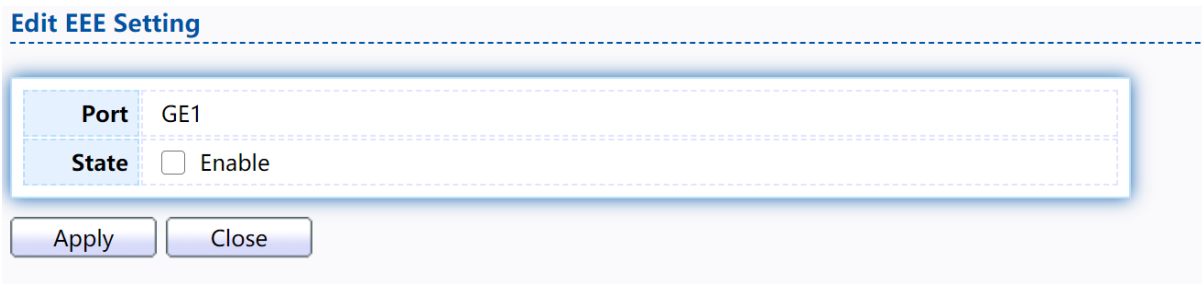 Edit EEE Setting
Port GE1
State Enable
Apply Close